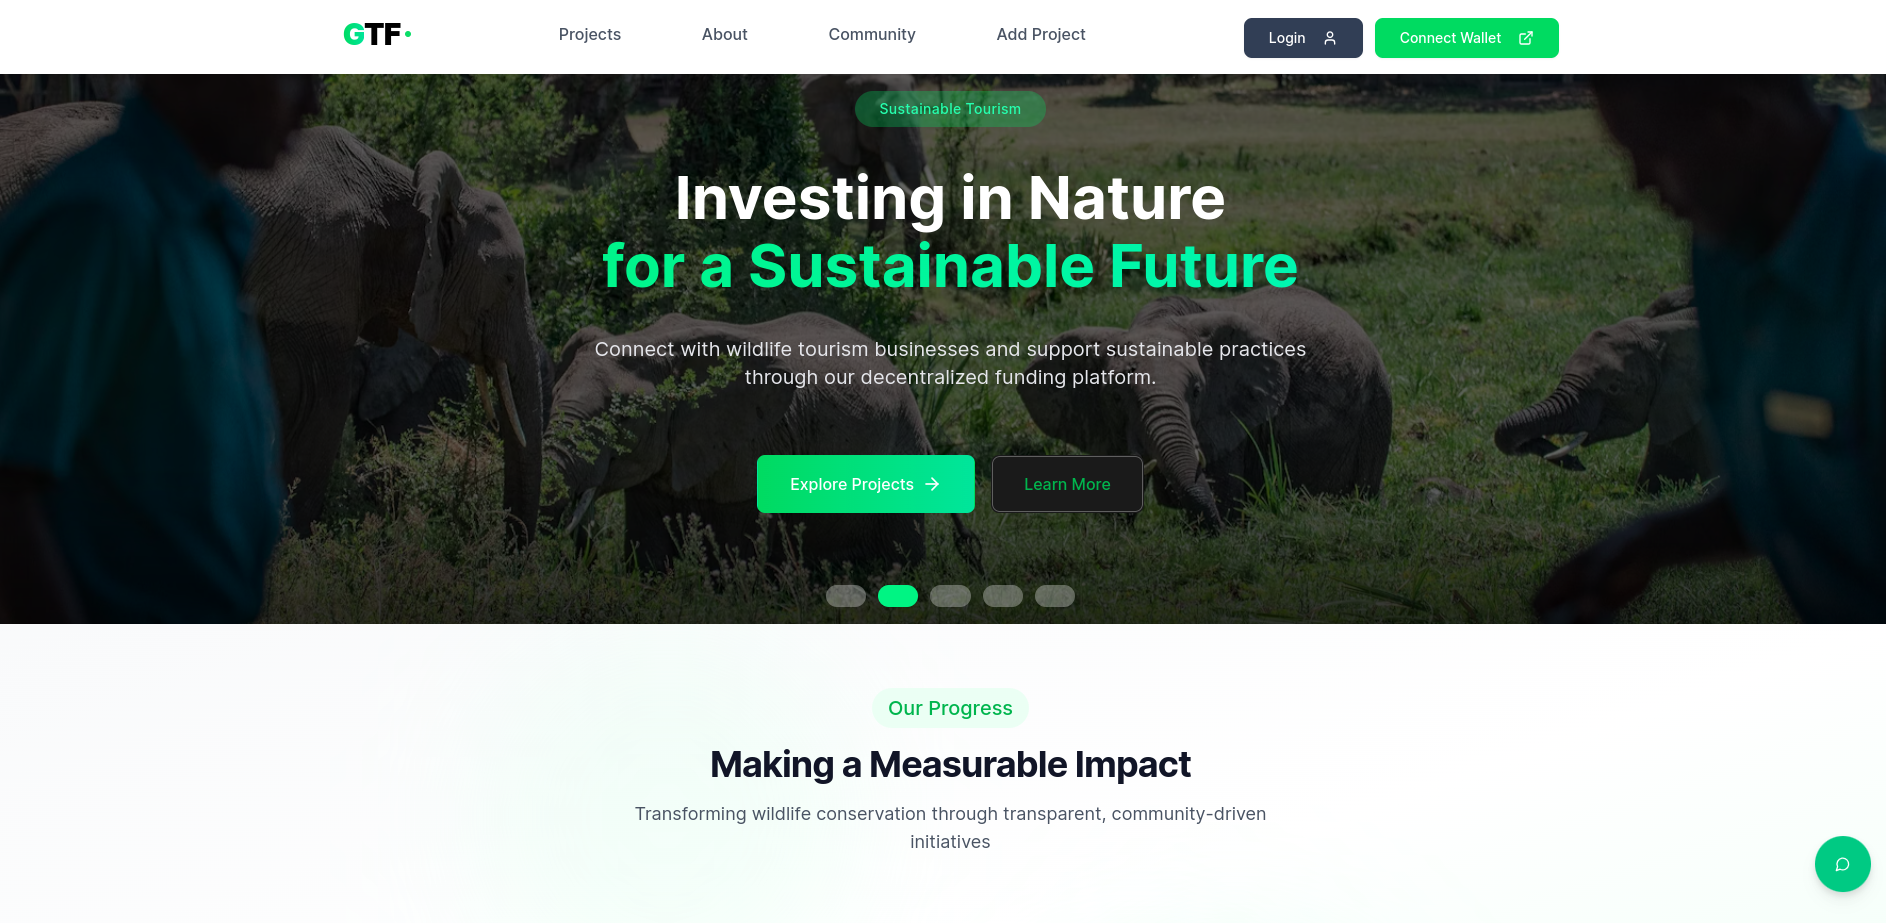 GTF
Projects
About
Community
Add Project
Login
Connect Wallet
Sustainable Tourism
Investing in Nature
for a Sustainable Future
Connect with wildlife tourism businesses and support sustainable practices
through our decentralized funding platform.
Explore Projects
Learn More
Our Progress
Making a Measurable Impact
Transforming wildlife conservation through transparent, community-driven
initiatives